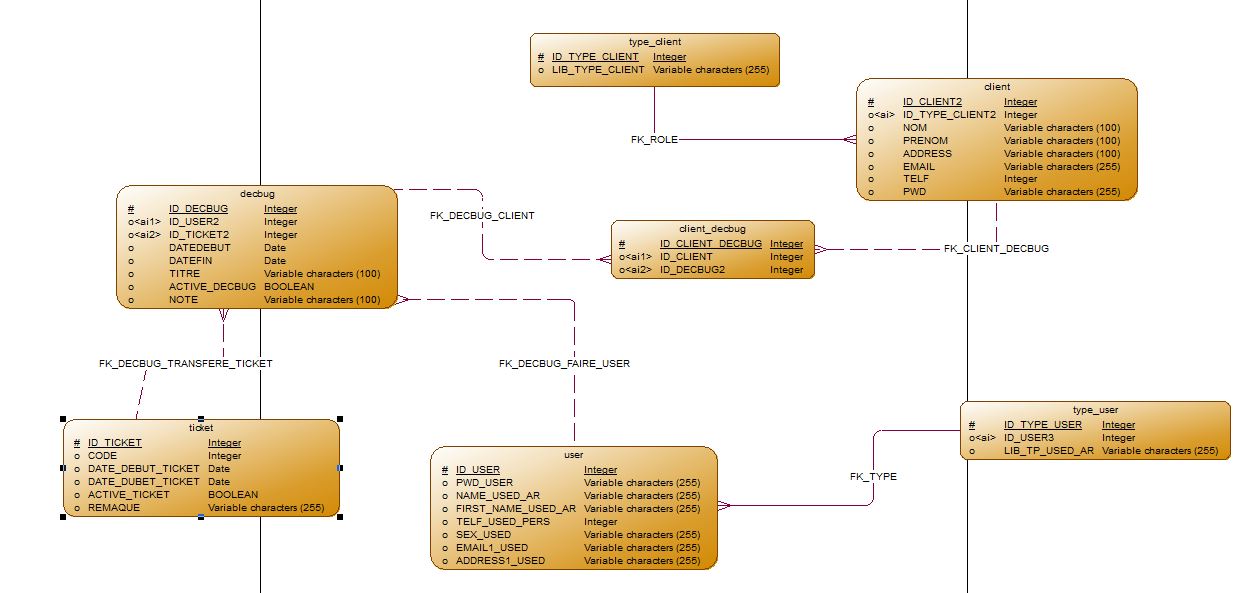 type_client
# ID_TYPE_CLIENT Integer
o LIB_TYPE_CLIENT Variable characters (255)
client
# ID_CLIENT2 Integer
o<ai> ID_TYPE_CLIENT2 Integer
o NOM Variable characters (100)
o PRENOM Variable characters (100)
o ADDRESS Variable characters (100)
o EMAIL Variable characters (255)
o TELF Integer
o PWD Variable characters (255)
FK_ROLE
decbug
# ID_DECBUG Integer
o<ai1> ID_USER2 Integer
o<ai2> ID_TICKET2 Integer
o DATEDEBUT Date
o DATEFIN Date
o TITRE Variable characters (100)
o ACTIVE_DECBUG BOOLEAN
o NOTE Variable characters (100)
FK_DECBUG_CLIENT
client_decbug
# ID_CLIENT_DECBUG Integer
o<ai1> ID_CLIENT Integer
o<ai2> ID_DECBUG2 Integer
FK_CLIENT_DECBUG
FK_DECBUG_TRANSFERE_TICKET
FK_DECBUG_FAIRE_USER
ticket
# ID_TICKET Integer
o CODE Integer
o DATE_DEBUT_TICKET Date
o DATE_DUBET_TICKET Date
o ACTIVE_TICKET BOOLEAN
o REMAQUE Variable characters (255)
user
# ID_USER Integer
o PWD_USER Variable characters (255)
o NAME_USED_AR Variable characters (255)
o FIRST_NAME_USED_AR Variable characters (255)
o TELF_USED_PERS Integer
o SEX_USED Variable characters (255)
o EMAIL1_USED Variable characters (255)
o ADDRESS1_USED Variable characters (255)
type_user
# ID_TYPE_USER Integer
o<ai> ID_USER3 Integer
o LIB_TP_USED_AR Variable characters (255)
FK_TYPE